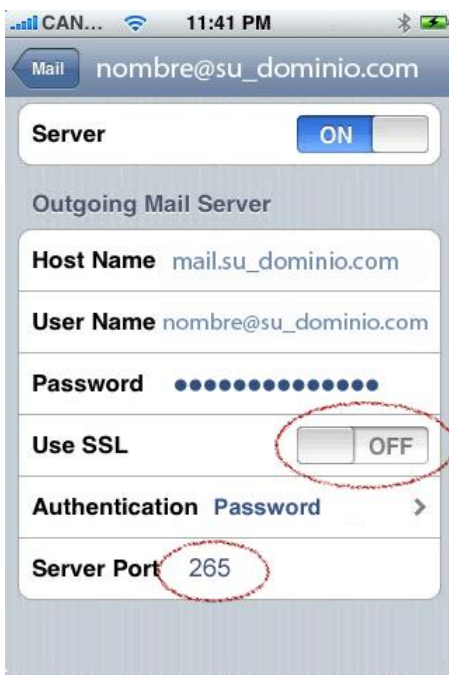 CAN... 11:41 PM
Mail nombre@su_dominio.com
Server ON
Outgoing Mail Server
Host Name mail.su_dominio.com
User Name nombre@su_dominio.com
Password ●●●●●●●●●●●●●●
Use SSL OFF
Authentication Password
Server Port 265